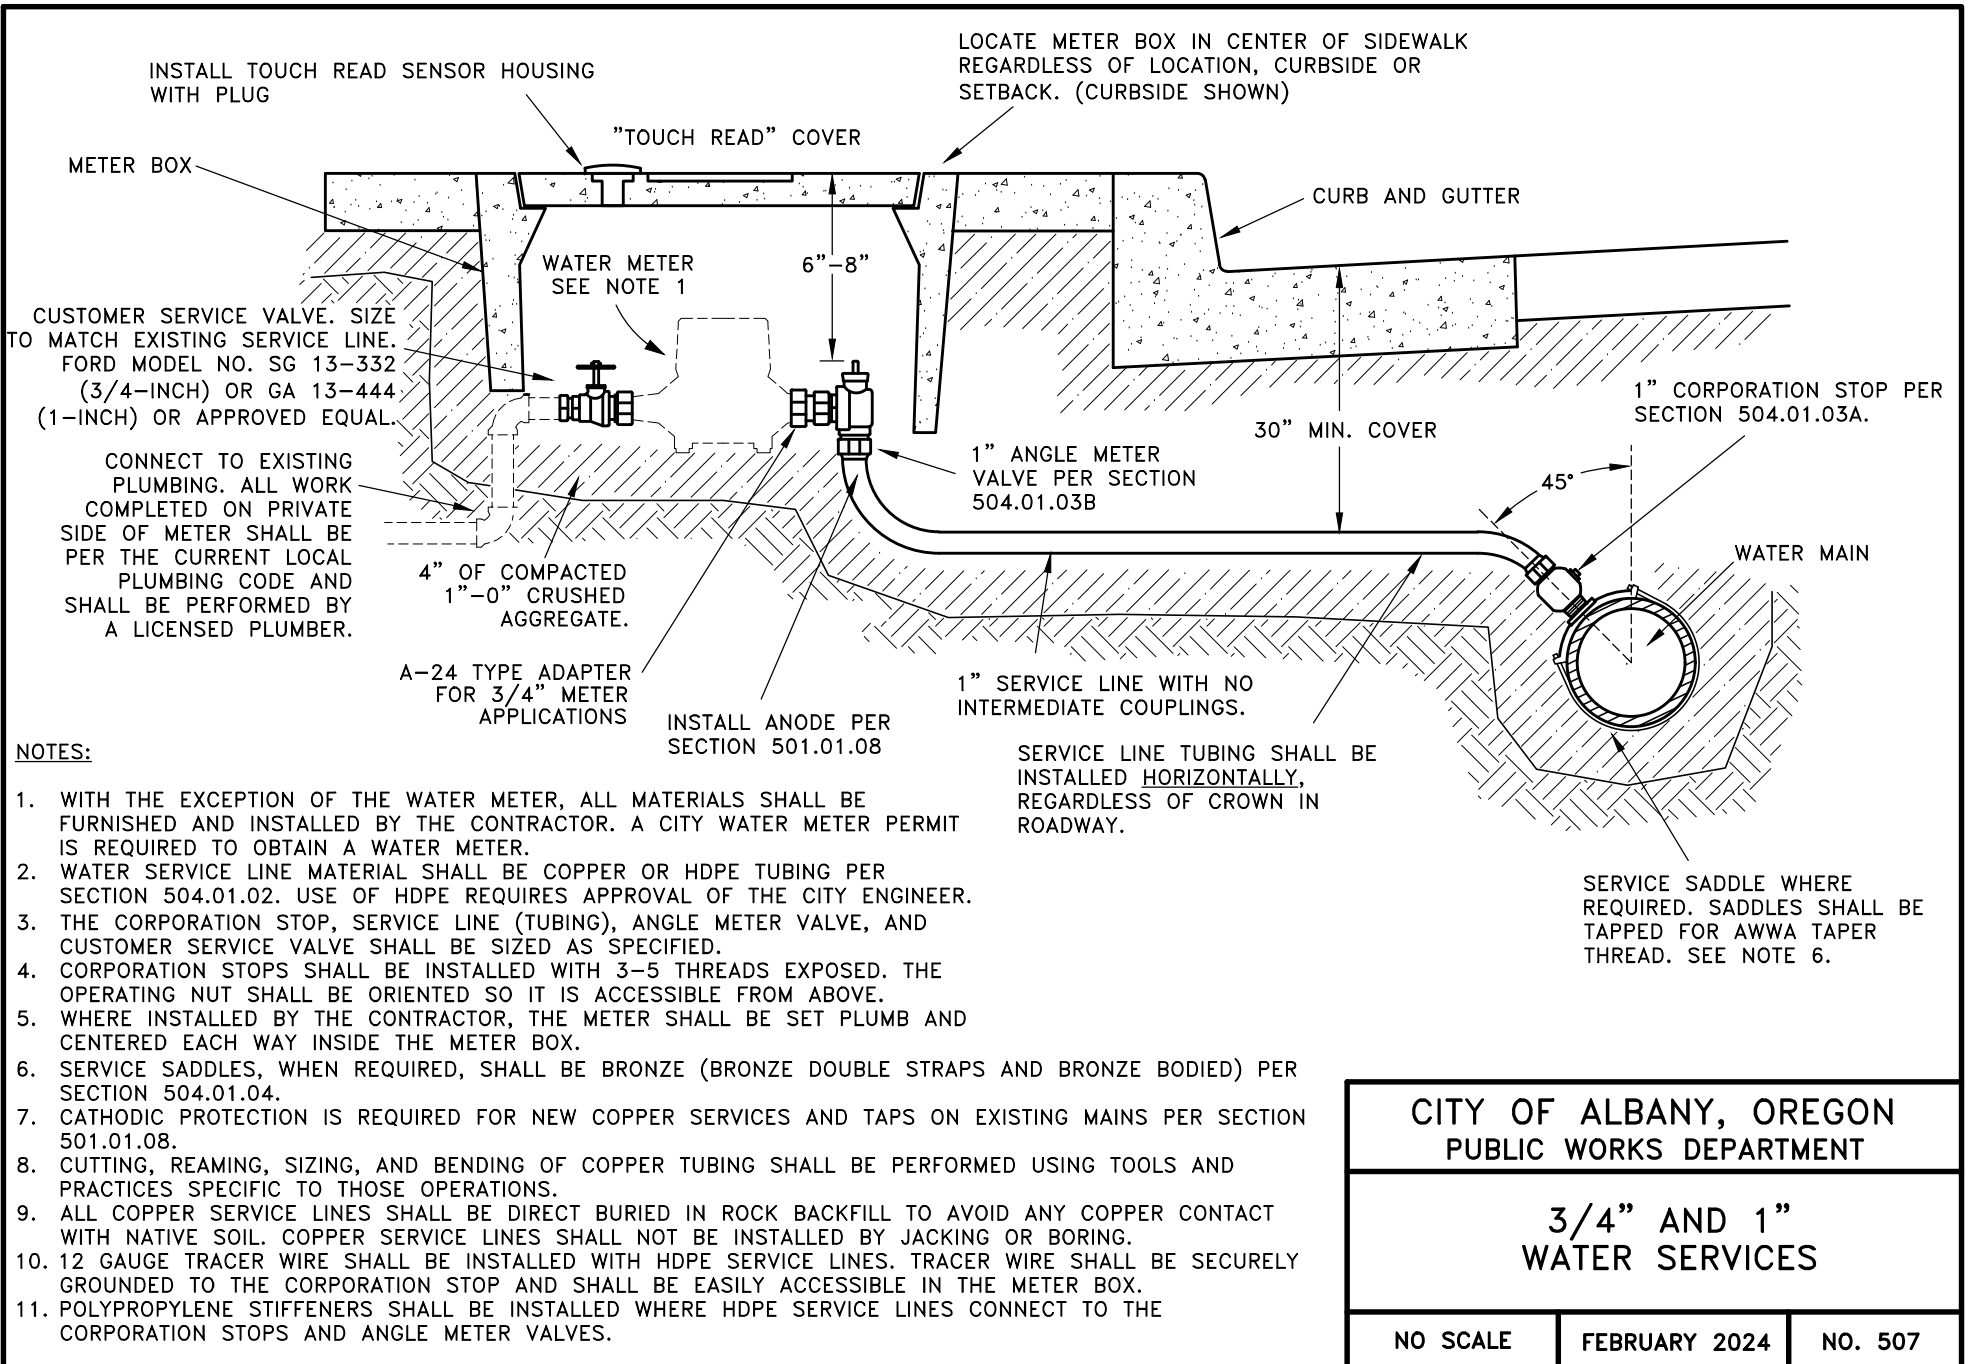 INSTALL TOUCH READ SENSOR HOUSING
WITH PLUG
"TOUCH READ" COVER
LOCATE METER BOX IN CENTER OF SIDEWALK
REGARDLESS OF LOCATION, CURBSIDE OR
SETBACK. (CURBSIDE SHOWN)
METER BOX
CURB AND GUTTER
WATER METER
SEE NOTE 1
6"-8"
CUSTOMER SERVICE VALVE. SIZE
TO MATCH EXISTING SERVICE LINE.
FORD MODEL NO. SG 13-332
(3/4-INCH) OR GA 13-444
(1-INCH) OR APPROVED EQUAL.
1" CORPORATION STOP PER
SECTION 504.01.03A.
30" MIN. COVER
CONNECT TO EXISTING
PLUMBING. ALL WORK
COMPLETED ON PRIVATE
SIDE OF METER SHALL BE
PER THE CURRENT LOCAL
PLUMBING CODE AND
SHALL BE PERFORMED BY
A LICENSED PLUMBER.
1" ANGLE METER
VALVE PER SECTION
504.01.03B
45°
WATER MAIN
4" OF COMPACTED
1"-0" CRUSHED
AGGREGATE.
A-24 TYPE ADAPTER
FOR 3/4" METER
APPLICATIONS
INSTALL ANODE PER
SECTION 501.01.08
1" SERVICE LINE WITH NO
INTERMEDIATE COUPLINGS.
SERVICE LINE TUBING SHALL BE
INSTALLED HORIZONTALLY,
REGARDLESS OF CROWN IN
ROADWAY.
SERVICE SADDLE WHERE
REQUIRED. SADDLES SHALL BE
TAPPED FOR AWWA TAPER
THREAD. SEE NOTE 6.
NOTES:
1. WITH THE EXCEPTION OF THE WATER METER, ALL MATERIALS SHALL BE
FURNISHED AND INSTALLED BY THE CONTRACTOR. A CITY WATER METER PERMIT
IS REQUIRED TO OBTAIN A WATER METER.
2. WATER SERVICE LINE MATERIAL SHALL BE COPPER OR HDPE TUBING PER
SECTION 504.01.02. USE OF HDPE REQUIRES APPROVAL OF THE CITY ENGINEER.
3. THE CORPORATION STOP, SERVICE LINE (TUBING), ANGLE METER VALVE, AND
CUSTOMER SERVICE VALVE SHALL BE SIZED AS SPECIFIED.
4. CORPORATION STOPS SHALL BE INSTALLED WITH 3-5 THREADS EXPOSED. THE
OPERATING NUT SHALL BE ORIENTED SO IT IS ACCESSIBLE FROM ABOVE.
5. WHERE INSTALLED BY THE CONTRACTOR, THE METER SHALL BE SET PLUMB AND
CENTERED EACH WAY INSIDE THE METER BOX.
6. SERVICE SADDLES, WHEN REQUIRED, SHALL BE BRONZE (BRONZE DOUBLE STRAPS AND BRONZE BODIED) PER
SECTION 504.01.04.
7. CATHODIC PROTECTION IS REQUIRED FOR NEW COPPER SERVICES AND TAPS ON EXISTING MAINS PER SECTION
501.01.08.
8. CUTTING, REAMING, SIZING, AND BENDING OF COPPER TUBING SHALL BE PERFORMED USING TOOLS AND
PRACTICES SPECIFIC TO THOSE OPERATIONS.
9. ALL COPPER SERVICE LINES SHALL BE DIRECT BURIED IN ROCK BACKFILL TO AVOID ANY COPPER CONTACT
WITH NATIVE SOIL. COPPER SERVICE LINES SHALL NOT BE INSTALLED BY JACKING OR BORING.
10. 12 GAUGE TRACER WIRE SHALL BE INSTALLED WITH HDPE SERVICE LINES. TRACER WIRE SHALL BE SECURELY
GROUNDED TO THE CORPORATION STOP AND SHALL BE EASILY ACCESSIBLE IN THE METER BOX.
11. POLYPROPYLENE STIFFENERS SHALL BE INSTALLED WHERE HDPE SERVICE LINES CONNECT TO THE
CORPORATION STOPS AND ANGLE METER VALVES.
CITY OF ALBANY, OREGON
PUBLIC WORKS DEPARTMENT
3/4" AND 1"
WATER SERVICES
NO SCALE
FEBRUARY 2024
NO. 507